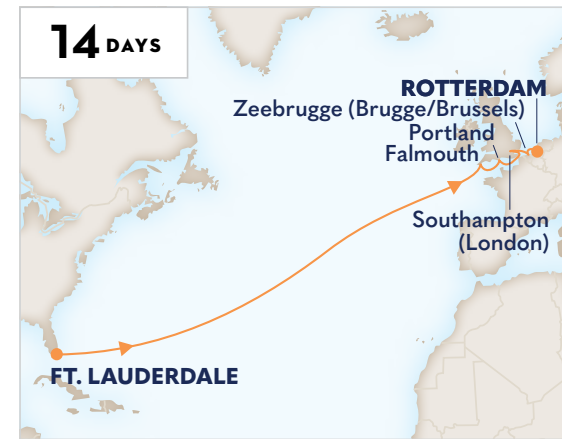 14 DAYS
ROTTERDAM
Zeebrugge (Brugge/Brussels)
Portland
Falmouth
Southampton
(London)
FT. LAUDERDALE